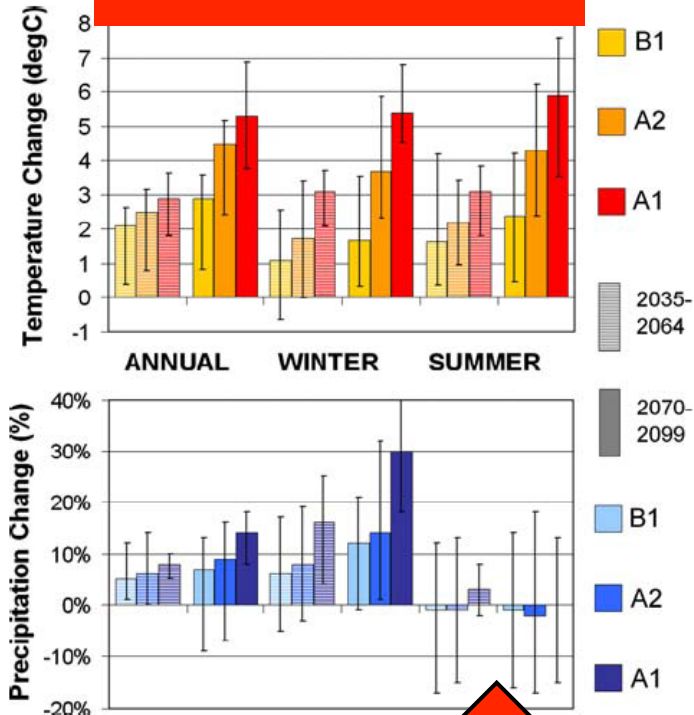 Temperature Change (degC)
8
7
6
5
4
3
2
1
0
-1
ANNUAL WINTER SUMMER
B1
A2
A1
2035-
2064
2070-
2099
Precipitation Change (%)
40%
30%
20%
10%
0%
-10%
-20%
B1
A2
A1